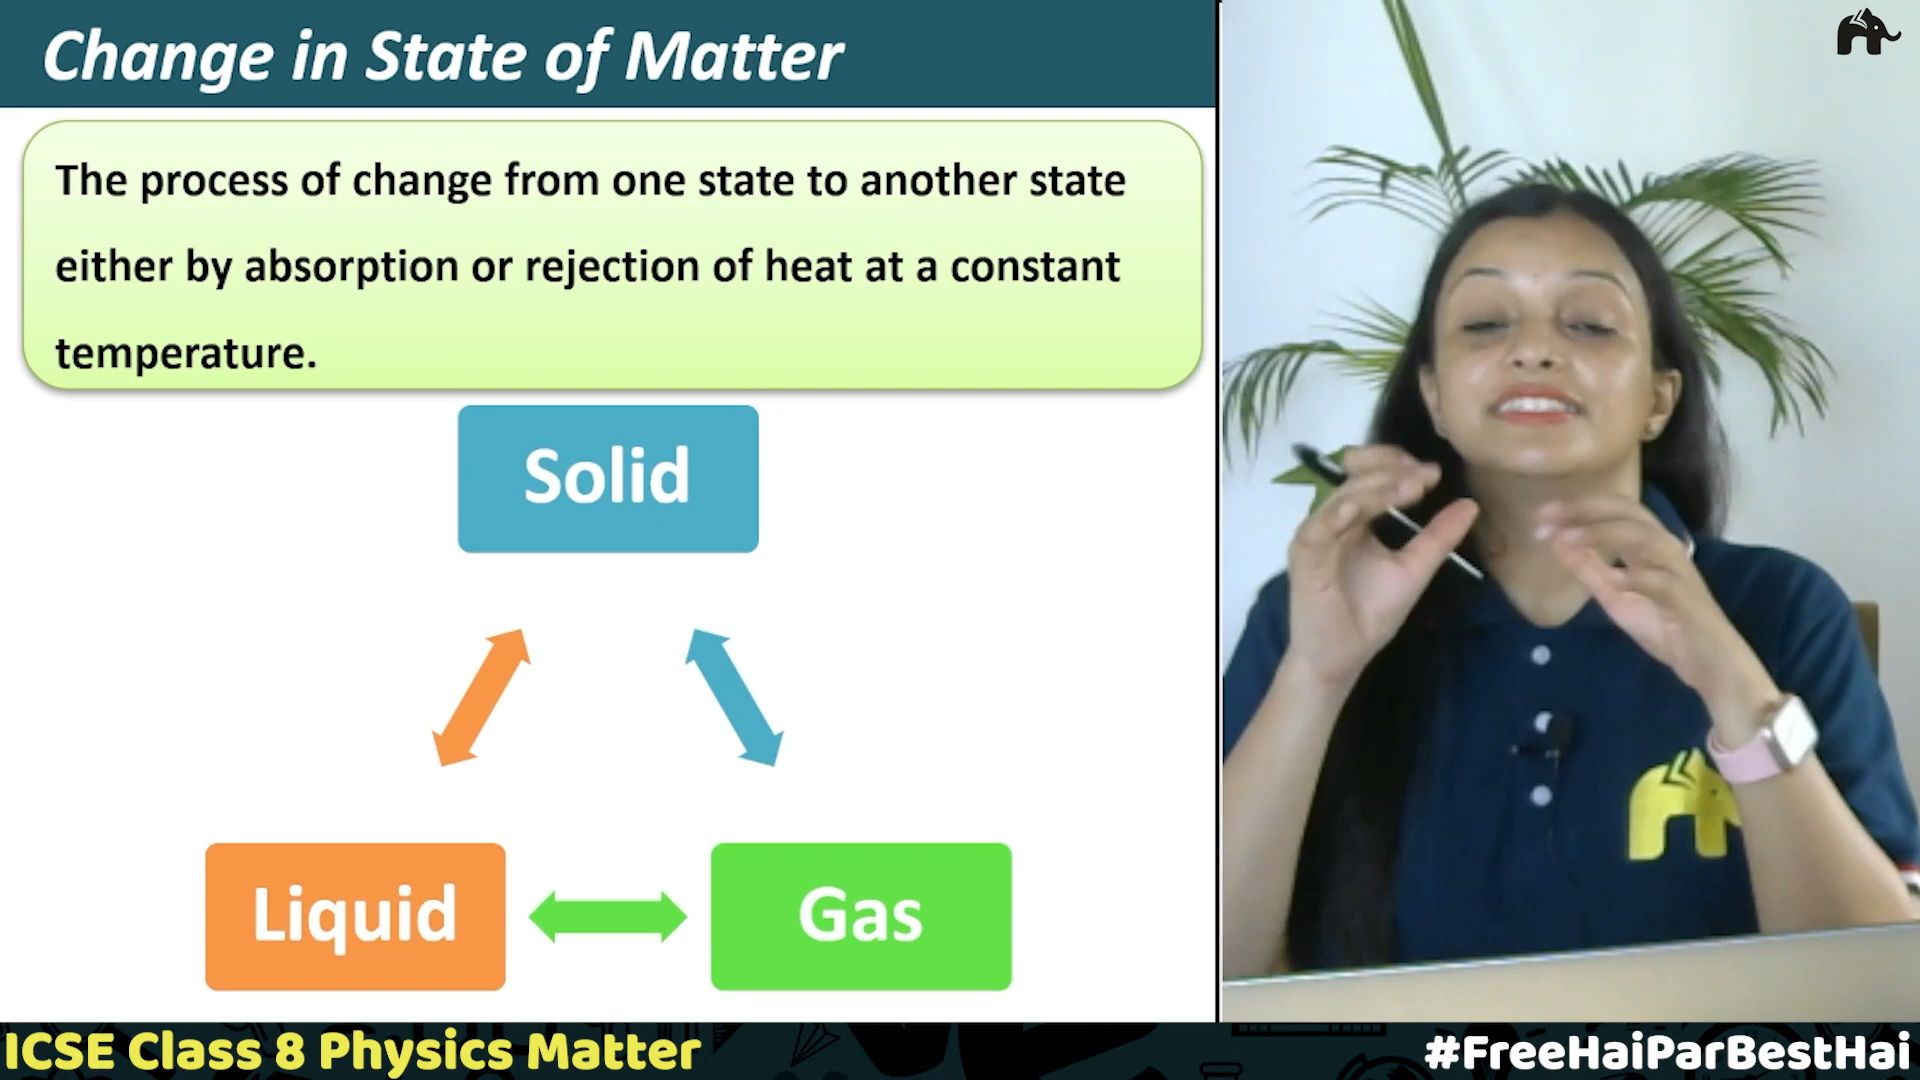 Change in State of Matter
The process of change from one state to another state
either by absorption or rejection of heat at a constant
temperature.
Solid
Liquid
Gas
ICSE Class 8 Physics Matter
#FreeHaiParBestHai